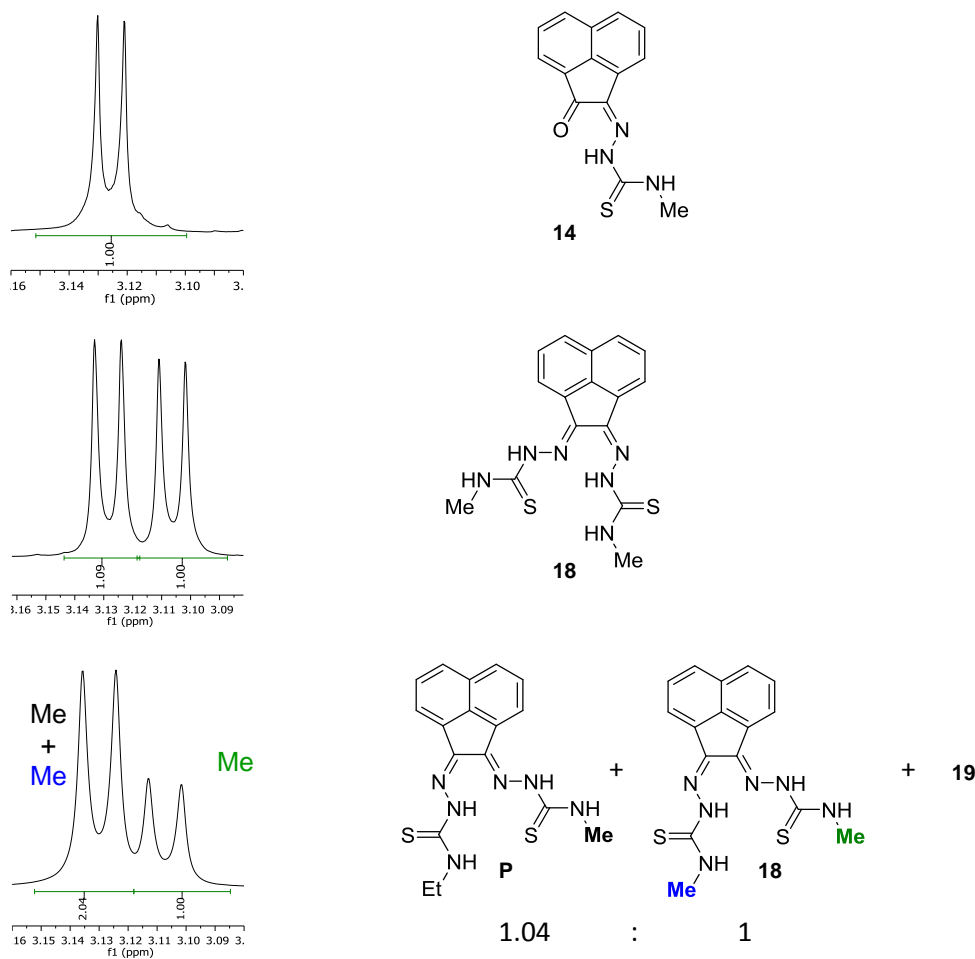 O
N
HN
NH
S
Me
14
1.00
.16 3.14 3.12 3.10 3.
f1 (ppm)
HN N
N
HN
HN
S
S
Me
HN
Me
18
1.09 1.00
3.16 3.15 3.14 3.13 3.12 3.11 3.10 3.09
f1 (ppm)
Me
+
Me
Me
N
N NH
NH
S
NH
S
Me
NH
Et
P
+
N
N NH
NH
S
NH
S
Me
NH
Me
18
+ 19
2.04 1.00
16 3.15 3.14 3.13 3.12 3.11 3.10 3.09 3.
f1 (ppm)
1.04 : 1